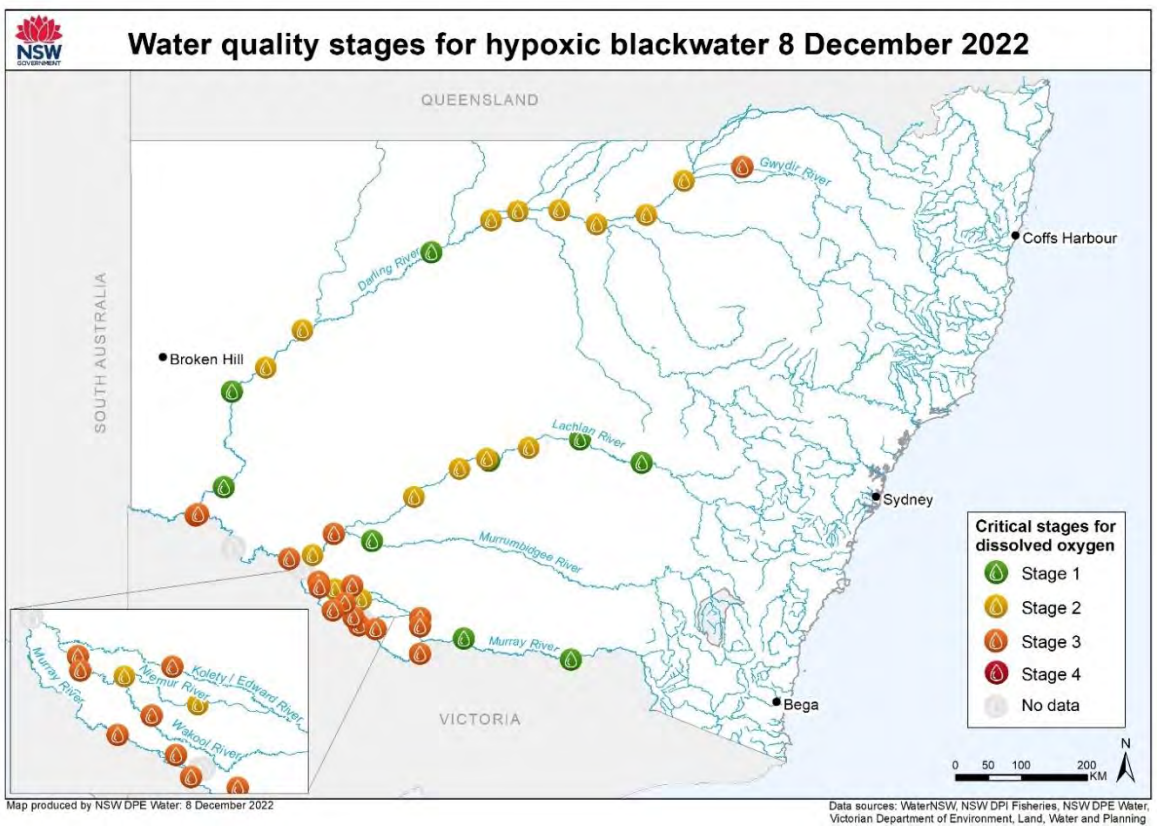 NSW
GOVERNMENT
Water quality stages for hypoxic blackwater 8 December 2022
QUEENSLAND
Gwydir River
Coffs Harbour
Darling River
SOUTH AUSTRALIA
Broken Hill
Lachlan River
Sydney
Murrumbidgee River
Critical stages for
dissolved oxygen
Stage 1
Stage 2
Stage 3
Stage 4
No data
Murray River
Kolety / Edward River
Niemur River
Murray River
Wakool River
Bega
VICTORIA
N
0 50 100 200
KM
Map produced by NSW DPE Water: 8 December 2022
Data sources: WaterNSW, NSW DPI Fisheries, NSW DPE Water,
Victorian Department of Environment, Land, Water and Planning